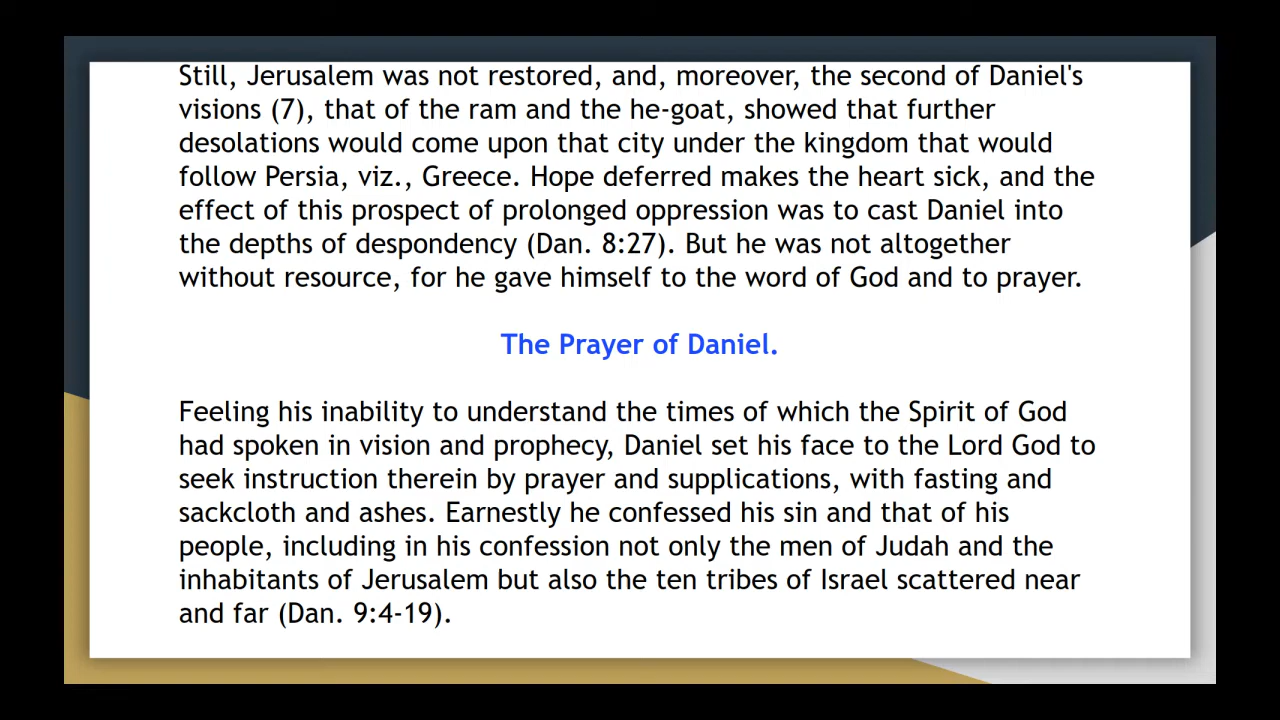 Still, Jerusalem was not restored, and, moreover, the second of Daniel's
visions (7), that of the ram and the he-goat, showed that further
desolations would come upon that city under the kingdom that would
follow Persia, viz., Greece. Hope deferred makes the heart sick, and the
effect of this prospect of prolonged oppression was to cast Daniel into
the depths of despondency (Dan. 8:27). But he was not altogether
without resource, for he gave himself to the word of God and to prayer.
The Prayer of Daniel.
Feeling his inability to understand the times of which the Spirit of God
had spoken in vision and prophecy, Daniel set his face to the Lord God to
seek instruction therein by prayer and supplications, with fasting and
sackcloth and ashes. Earnestly he confessed his sin and that of his
people, including in his confession not only the men of Judah and the
inhabitants of Jerusalem but also the ten tribes of Israel scattered near
and far (Dan. 9:4-19).